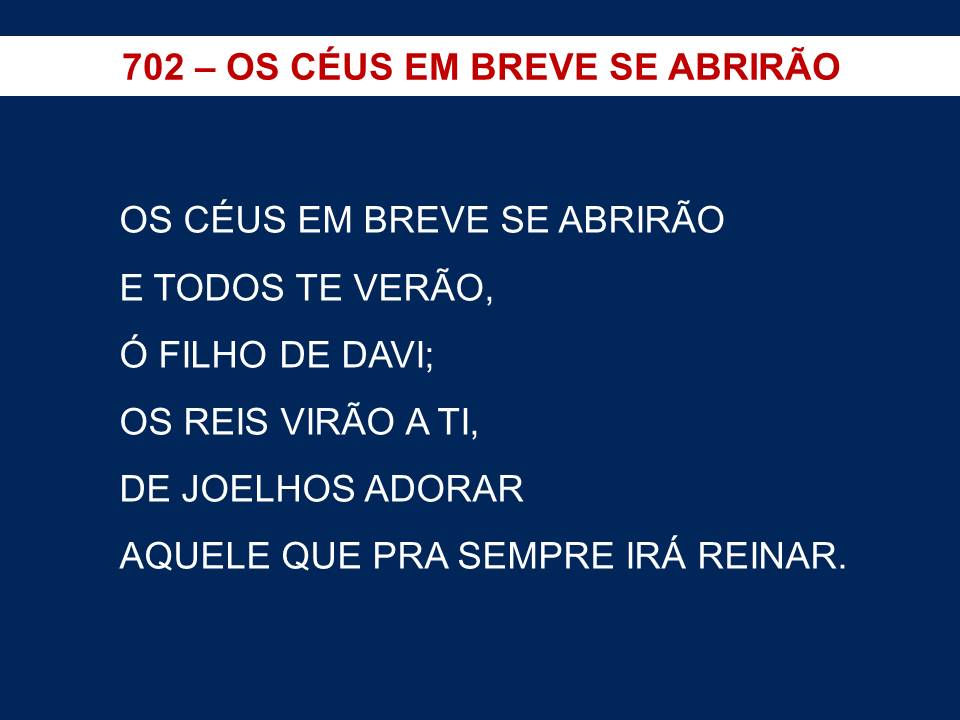 702 – OS CÉUS EM BREVE SE ABRIRÃO
OS CÉUS EM BREVE SE ABRIRÃO
E TODOS TE VERÃO,
Ó FILHO DE DAVI;
OS REIS VIRÃO A TI,
DE JOELHOS ADORAR
AQUELE QUE PRA SEMPRE IRÁ REINAR.